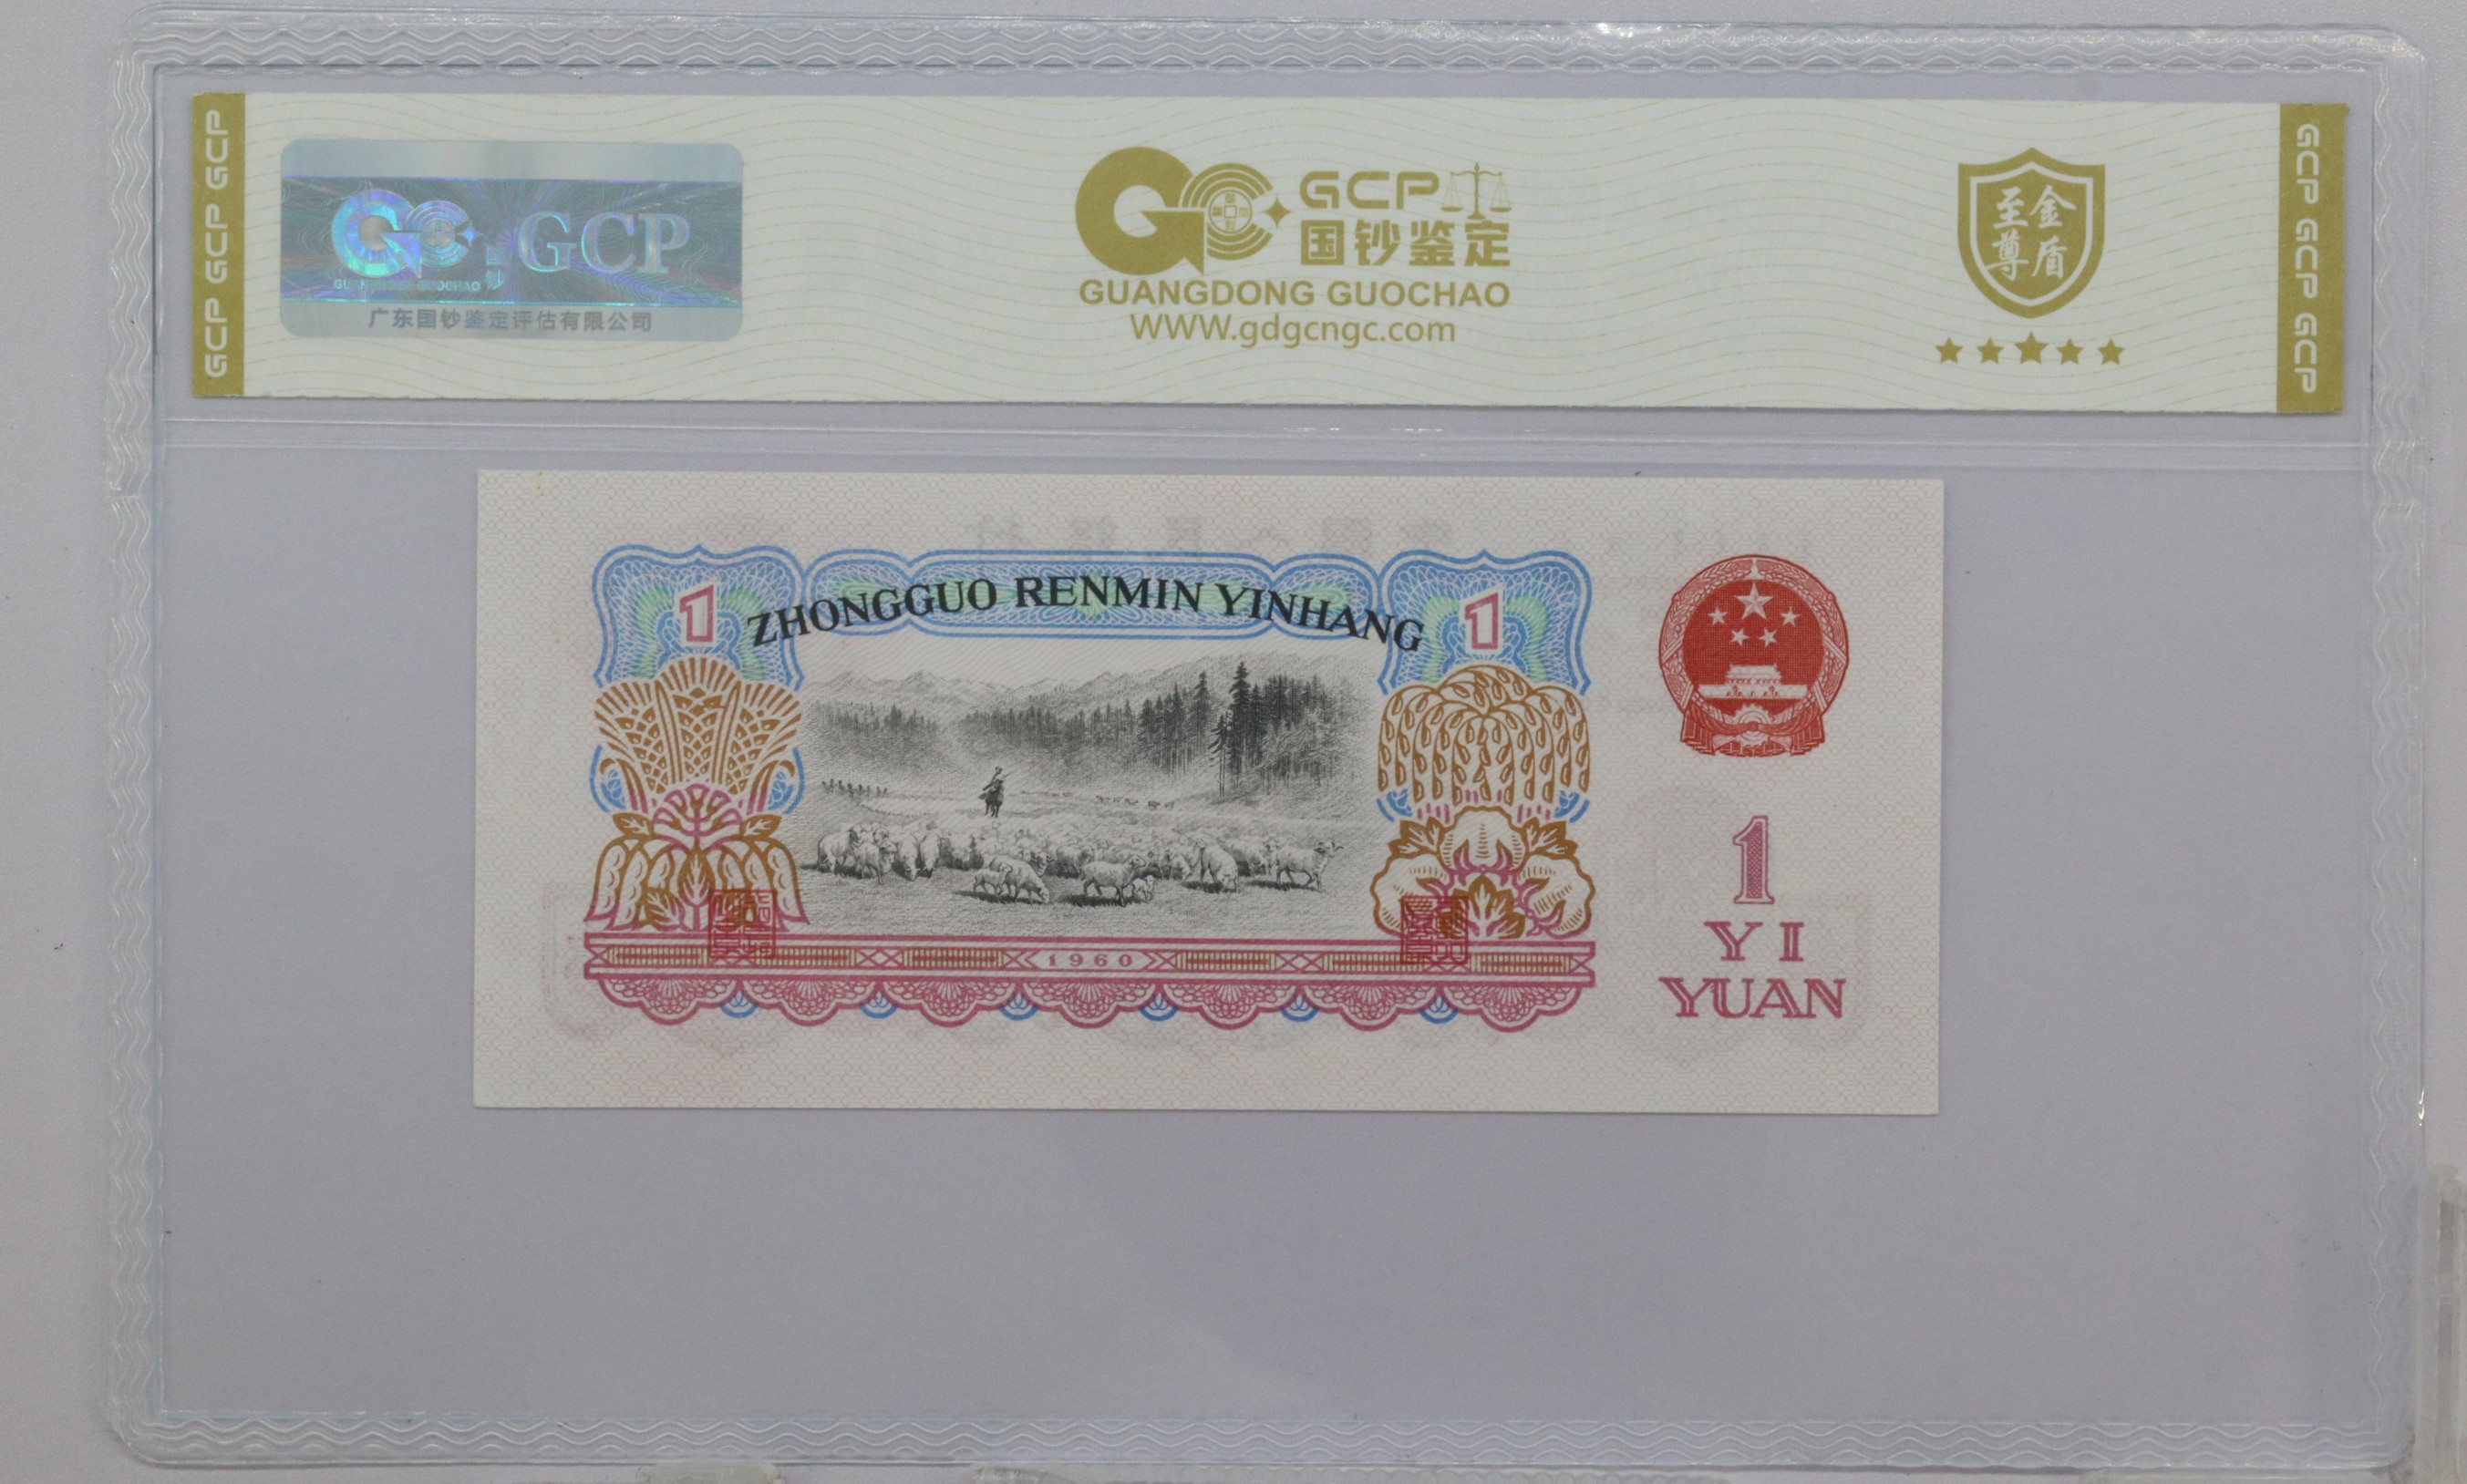 GCP GCP GCP
GCP
GUANGDONG GUOCHAO
广东国钞鉴定评估有限公司
GCP
国钞鉴定
GUANGDONG GUOCHAO
WWW.gdgcngc.com
至尊
金盾
GCP GCP GCP
ZHONGGUO RENMIN YINHANG
1
1
1960
1
YI
YUAN